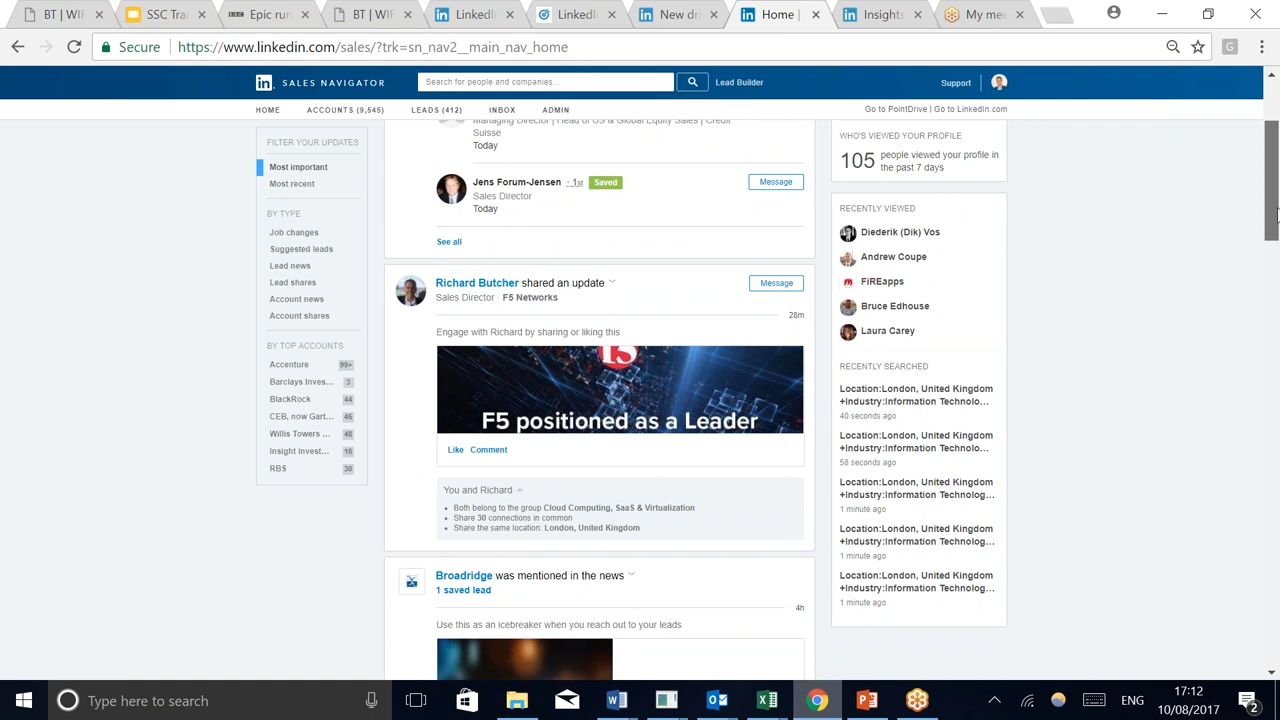 BT | WIF
SSC Tra
Epic run
BT | WIF
LinkedIn
LinkedIn
New dr
Home |
Insights
My me
Secure
https://www.linkedin.com/sales/?trk=sn_nav2__main_nav_home
G
in
SALES NAVIGATOR
Search for people and companies...
Lead Builder
Support
HOME
ACCOUNTS (9,545)
LEADS (412)
INBOX
ADMIN
Go to PointDrive | Go to LinkedIn.com
FILTER YOUR UPDATES
Most important
Most recent
BY TYPE
Job changes
Suggested leads
Lead news
Lead shares
Account news
Account shares
BY TOP ACCOUNTS
Accenture 99+
Barclays Inves... 3
BlackRock 44
CEB, now Gart... 45
Willis Towers ... 48
Insight Invest... 16
RBS 30
Managing Director | Head of US & Global Equity Sales | Credit
Suisse
Today
Jens Forum-Jensen · 1st Saved
Message
Sales Director
Today
See all
Richard Butcher shared an update
Message
Sales Director · F5 Networks
28m
Engage with Richard by sharing or liking this
F5 positioned as a Leader
Like Comment
You and Richard
Both belong to the group Cloud Computing, SaaS & Virtualization
Share 30 connections in common
Share the same location: London, United Kingdom
Broadridge was mentioned in the news
1 saved lead
4h
Use this as an icebreaker when you reach out to your leads
WHO'S VIEWED YOUR PROFILE
105 people viewed your profile in
the past 7 days
RECENTLY VIEWED
Diederik (Dik) Vos
Andrew Coupe
FiREapps
Bruce Edhouse
Laura Carey
RECENTLY SEARCHED
Location:London, United Kingdom
+Industry:Information Technolo...
40 seconds ago
Location:London, United Kingdom
+Industry:Information Technolo...
58 seconds ago
Location:London, United Kingdom
+Industry:Information Technolog...
1 minute ago
Location:London, United Kingdom
+Industry:Information Technolog...
1 minute ago
Location:London, United Kingdom
+Industry:Information Technolog...
1 minute ago
Type here to search
ENG
17:12
10/08/2017
2